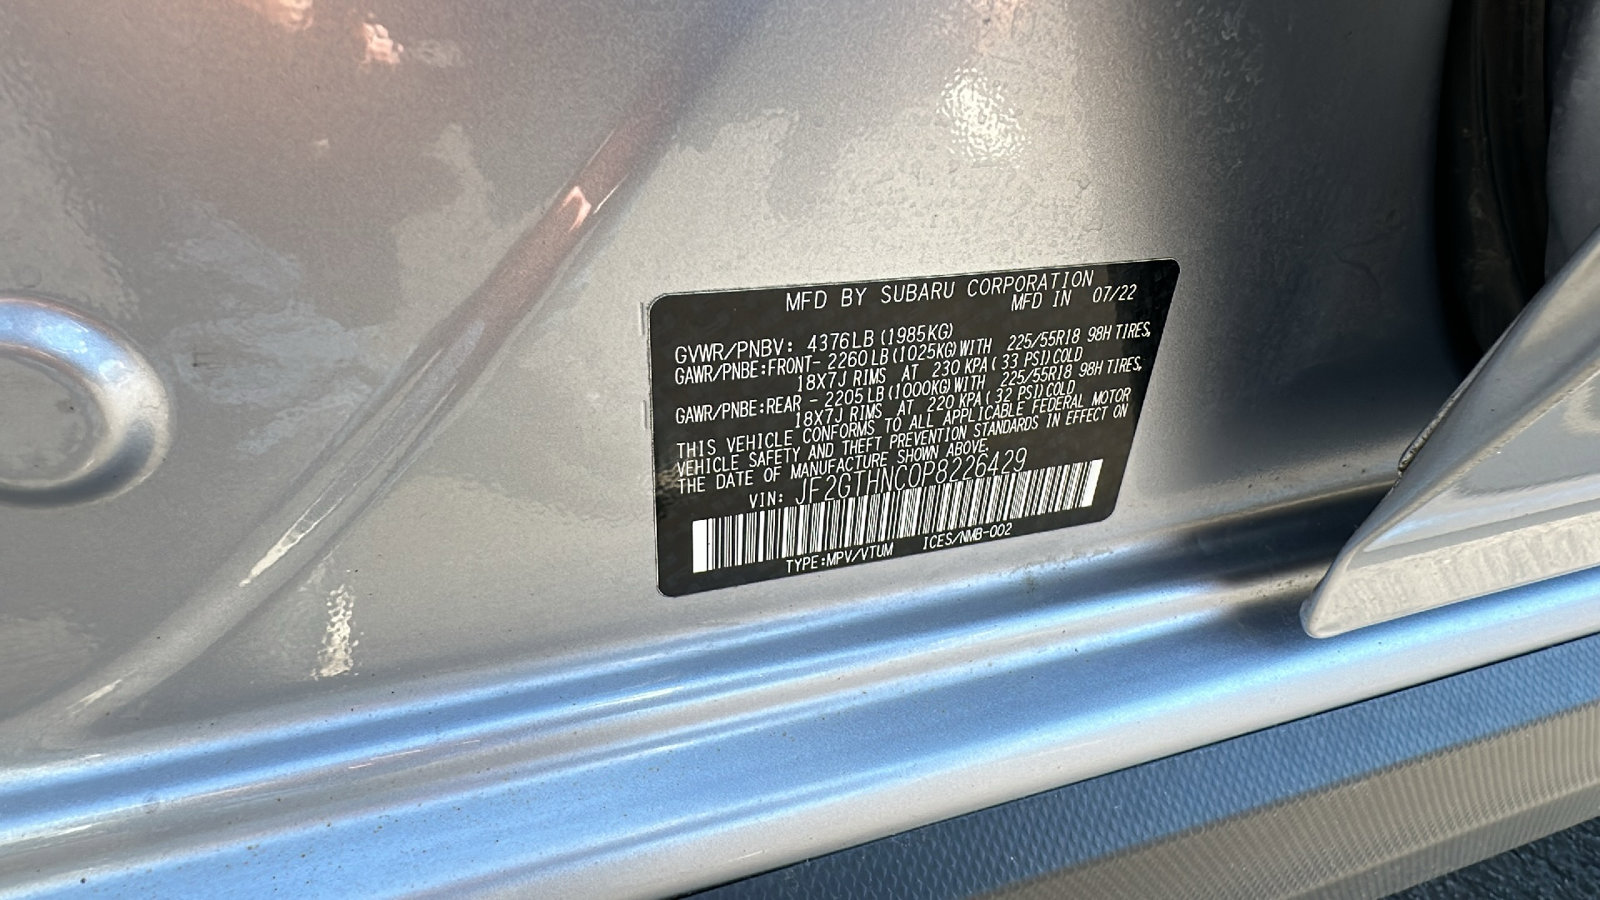 MFD BY SUBARU CORPORATION
MFD IN 07/22
GVWR/PNBV: 4376LB (1985KG)
GAWR/PNBE:FRONT- 2260LB (1025KG) WITH 225/55R18 98H TIRES,
18X7J RIMS AT 230 KPA ( 33 PSI) COLD
GAWR/PNBE:REAR - 2205LB (1000KG) WITH 225/55R18 98H TIRES,
18X7J RIMS AT 220 KPA ( 32 PSI) COLD
THIS VEHICLE CONFORMS TO ALL APPLICABLE FEDERAL MOTOR
VEHICLE SAFETY AND THEFT PREVENTION STANDARDS IN EFFECT ON
THE DATE OF MANUFACTURE SHOWN ABOVE.
VIN: JF2GTHNC0P8226429
TYPE:MPV/VTUM ICES/NMB-002